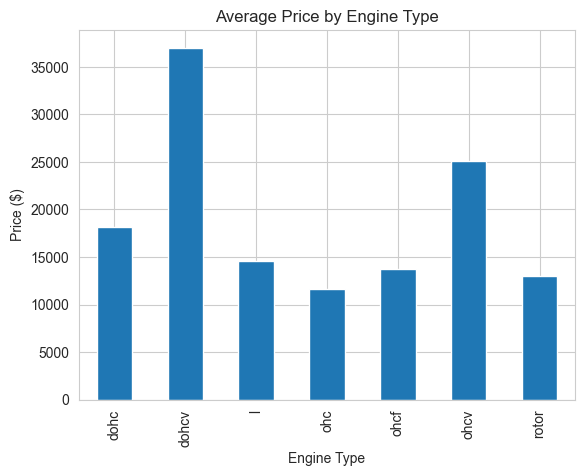 Average Price by Engine Type
Price ($)
35000
30000
25000
20000
15000
10000
5000
0
dohc
dohcv
l
ohc
ohcf
ohcv
rotor
Engine Type